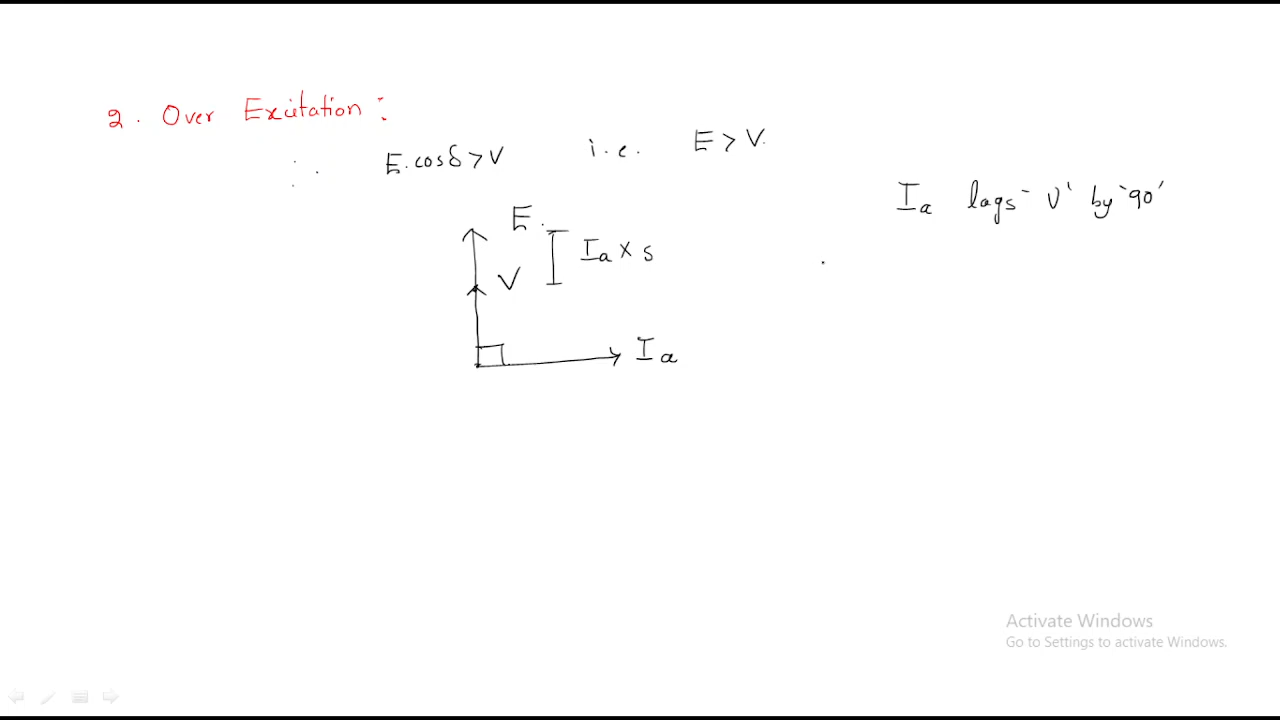 2. Over Excitation :
∴ E.cosδ > V i.e. E > V.
Ia lags 'V' by '90'
E.
Ia Xs
V
Ia
Activate Windows
Go to Settings to activate Windows.